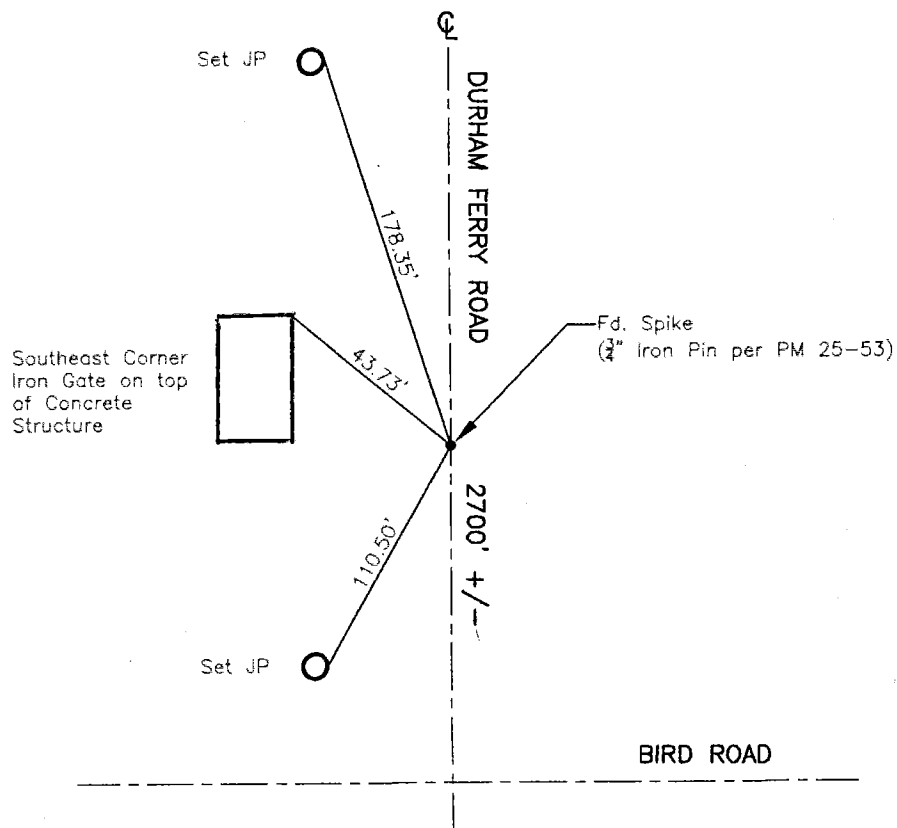 ℄
Set JP
DURHAM FERRY ROAD
178.35'
Fd. Spike
(¾" Iron Pin per PM 25-53)
Southeast Corner
Iron Gate on top
of Concrete
Structure
43.73'
2700' +/-
110.50'
Set JP
BIRD ROAD